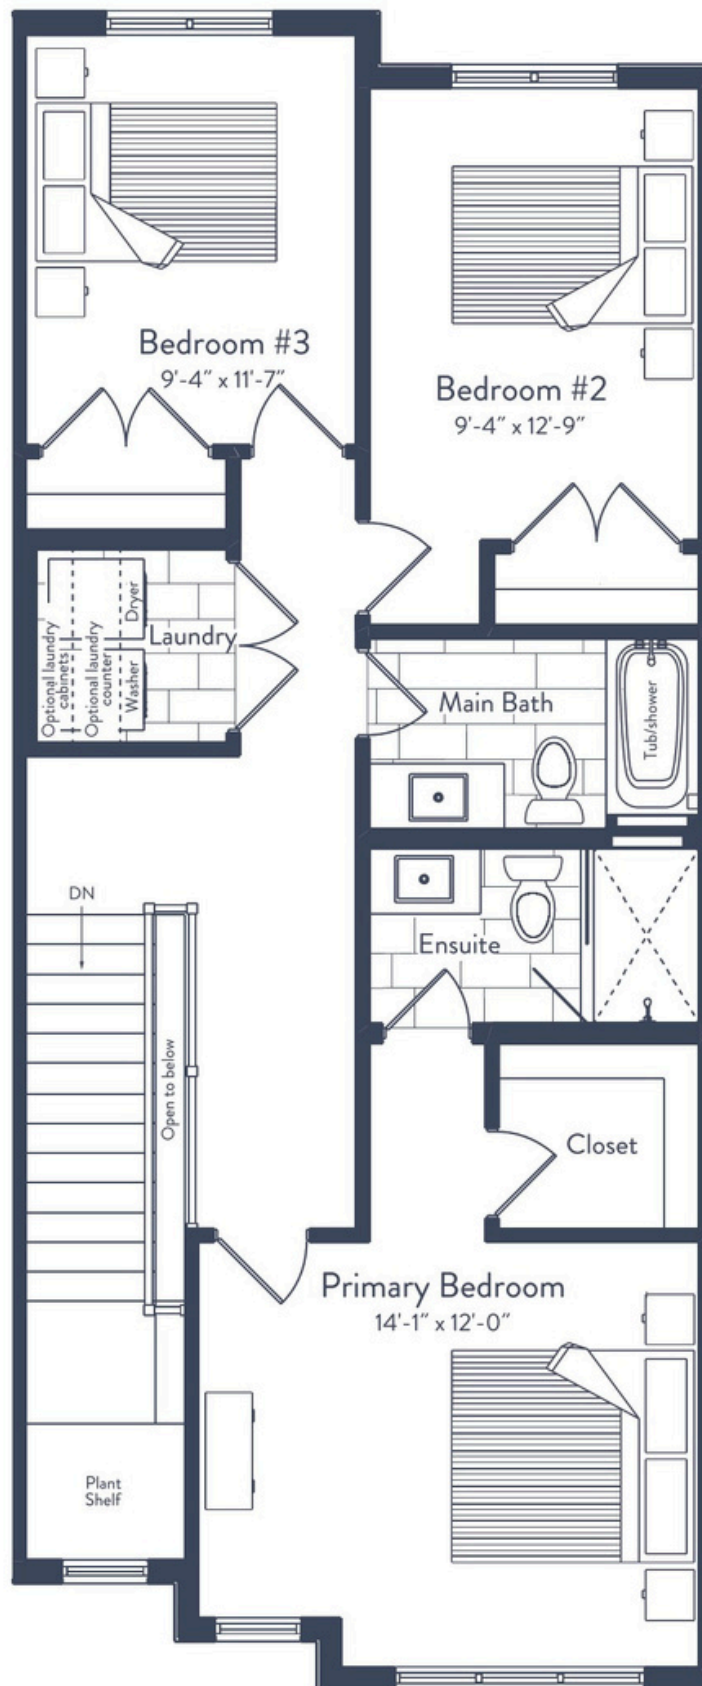 Bedroom #3
9'-4″ x 11'-7″
Bedroom #2
9'-4″ x 12'-9″
Optional laundry
cabinets
Optional laundry
counter
Dryer
Washer
Laundry
Main Bath
Tub/shower
DN
Ensuite
Open to below
Closet
Primary Bedroom
14'-1″ x 12'-0″
Plant
Shelf